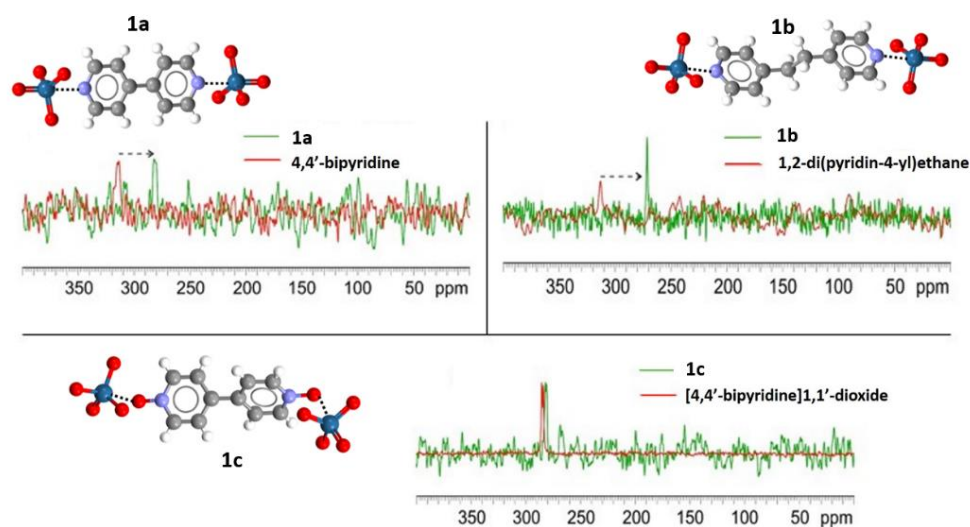 1a
1b
1a
4,4’-bipyridine
1b
1,2-di(pyridin-4-yl)ethane
350 300 250 200 150 100 50 ppm
350 300 250 200 150 100 50 ppm
1c
[4,4’-bipyridine]1,1’-dioxide
1c
350 300 250 200 150 100 50 ppm